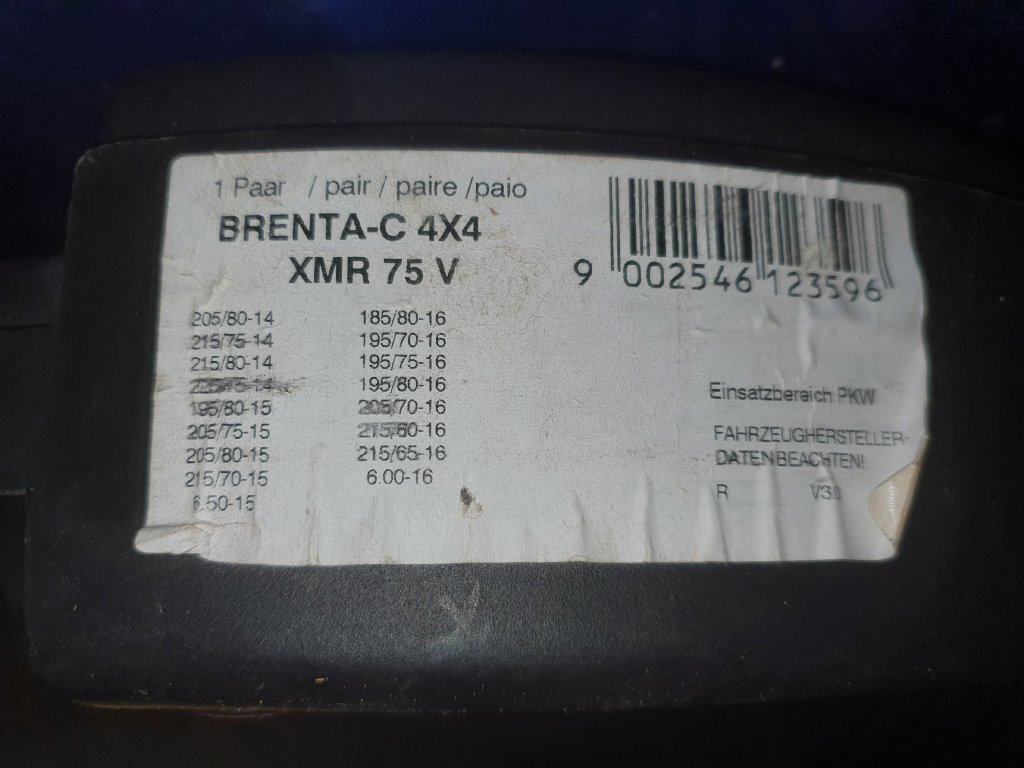 1 Paar / pair / paire /paio
BRENTA-C 4X4
XMR 75 V
9 002546 123596
205/80-14
215/75-14
215/80-14
225/75-14
195/80-15
205/75-15
205/80-15
215/70-15
6.50-15
185/80-16
195/70-16
195/75-16
195/80-16
205/70-16
215/60-16
215/65-16
6.00-16
Einsatzbereich PKW
FAHRZEUGHERSTELLER-
DATEN BEACHTEN!
R V3.0